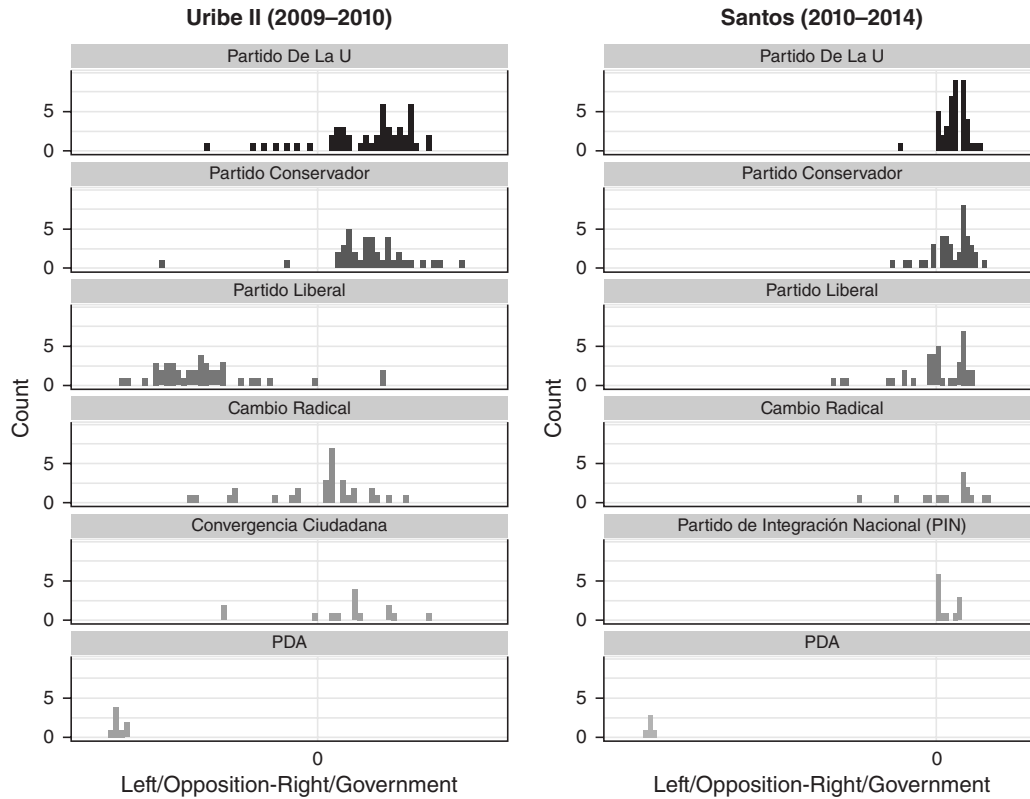 Uribe II (2009–2010)
Partido De La U
5
0
Partido Conservador
5
0
Partido Liberal
5
0
Cambio Radical
5
0
Convergencia Ciudadana
5
0
PDA
5
0
0
Count
Left/Opposition-Right/Government
Santos (2010–2014)
Partido De La U
5
0
Partido Conservador
5
0
Partido Liberal
5
0
Cambio Radical
5
0
Partido de Integración Nacional (PIN)
5
0
PDA
5
0
0
Count
Left/Opposition-Right/Government